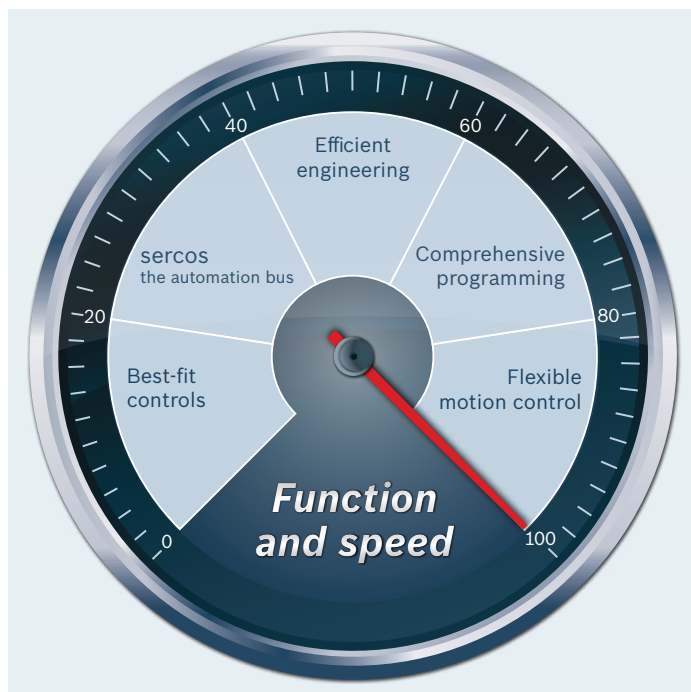 40
60
Efficient
engineering
sercos
the automation bus
Comprehensive
programming
20
80
Best-fit
controls
Flexible
motion control
Function
and speed
0
100